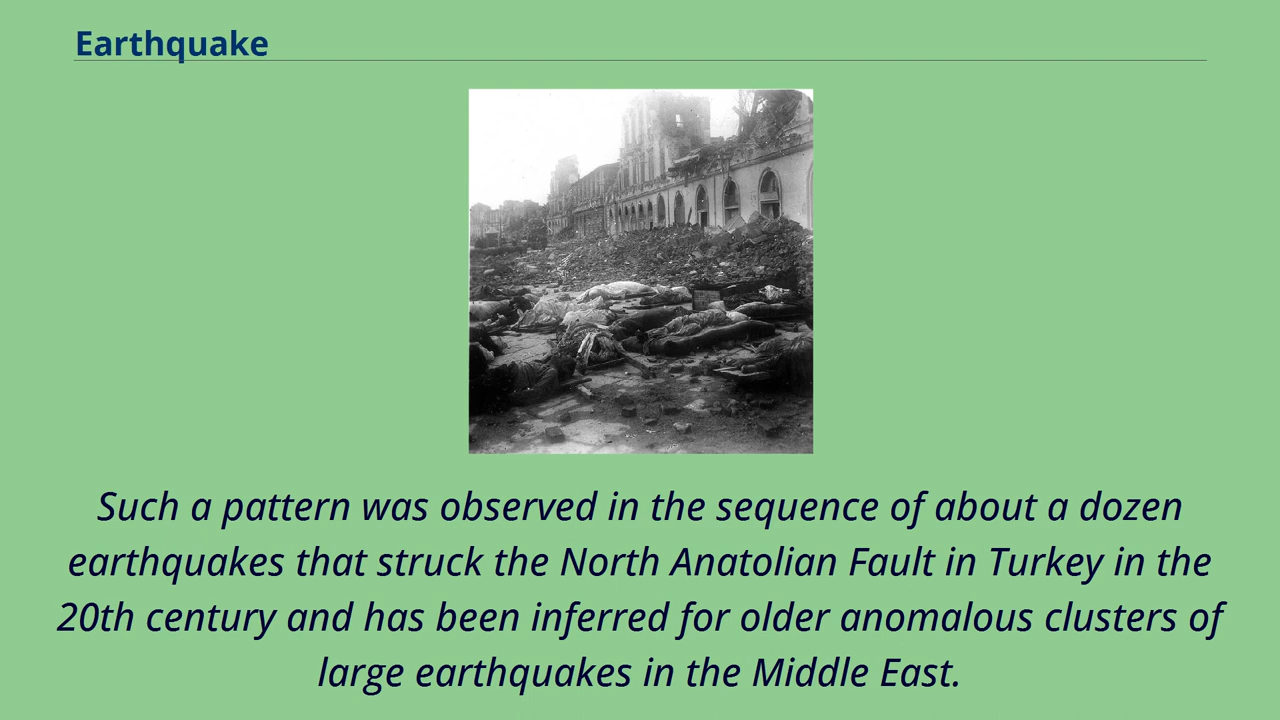 Earthquake
Such a pattern was observed in the sequence of about a dozen
earthquakes that struck the North Anatolian Fault in Turkey in the
20th century and has been inferred for older anomalous clusters of
large earthquakes in the Middle East.